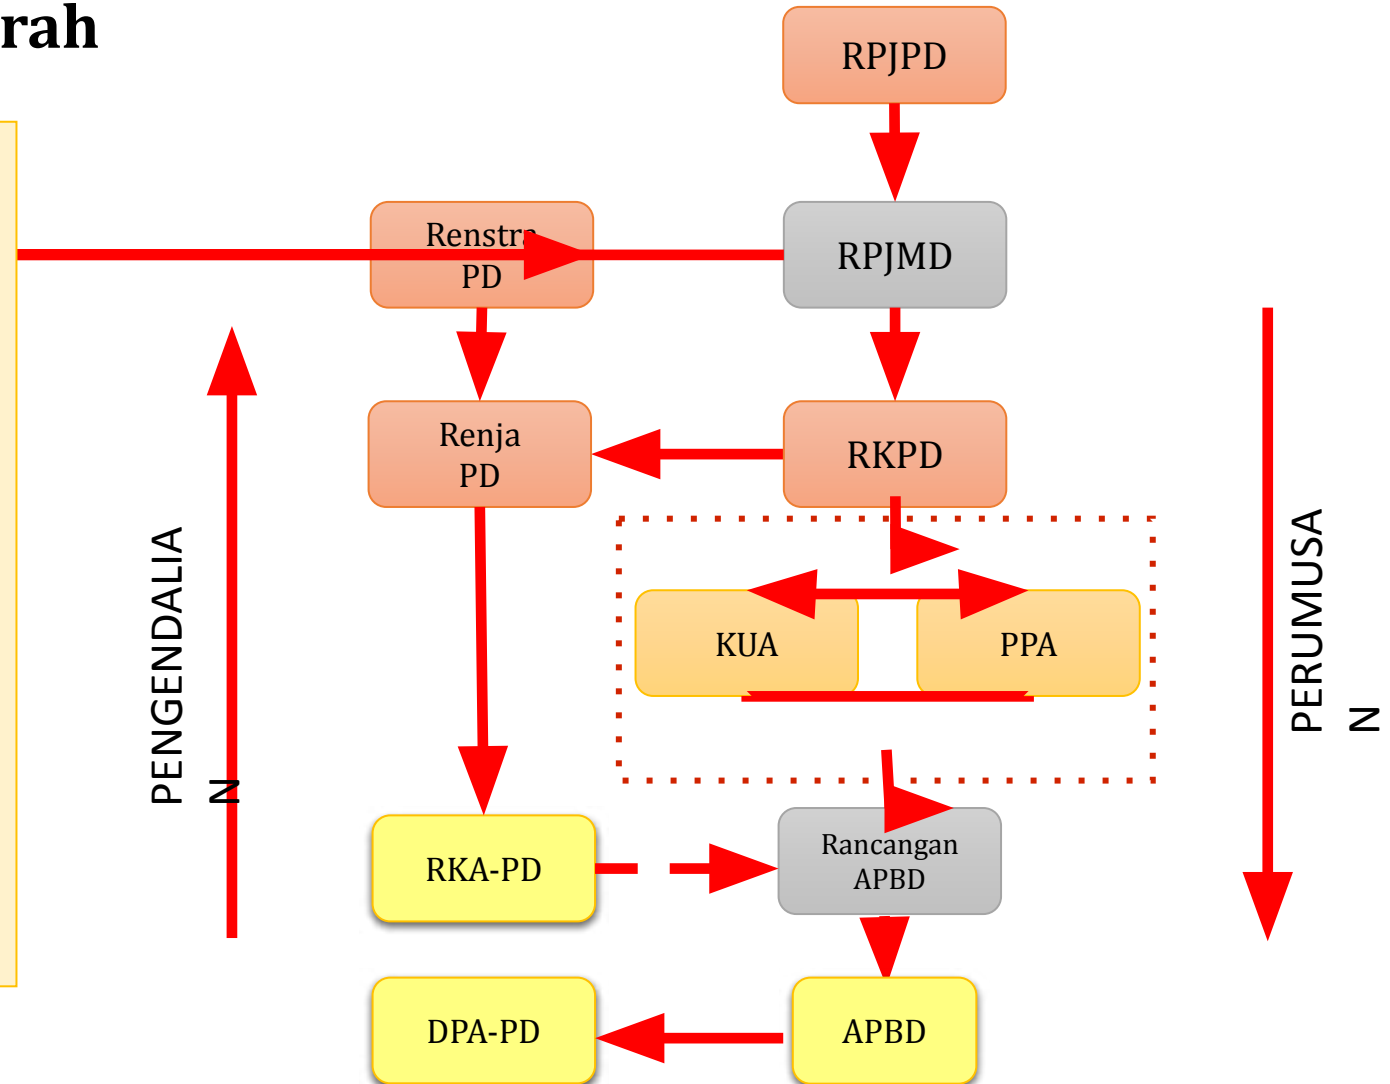 rah
RPJPD
Renstra
PD
RPJMD
Renja
PD
RKPD
PENGENDALIA
N
PERUMUSA
N
KUA
PPA
RKA-PD
Rancangan
APBD
DPA-PD
APBD